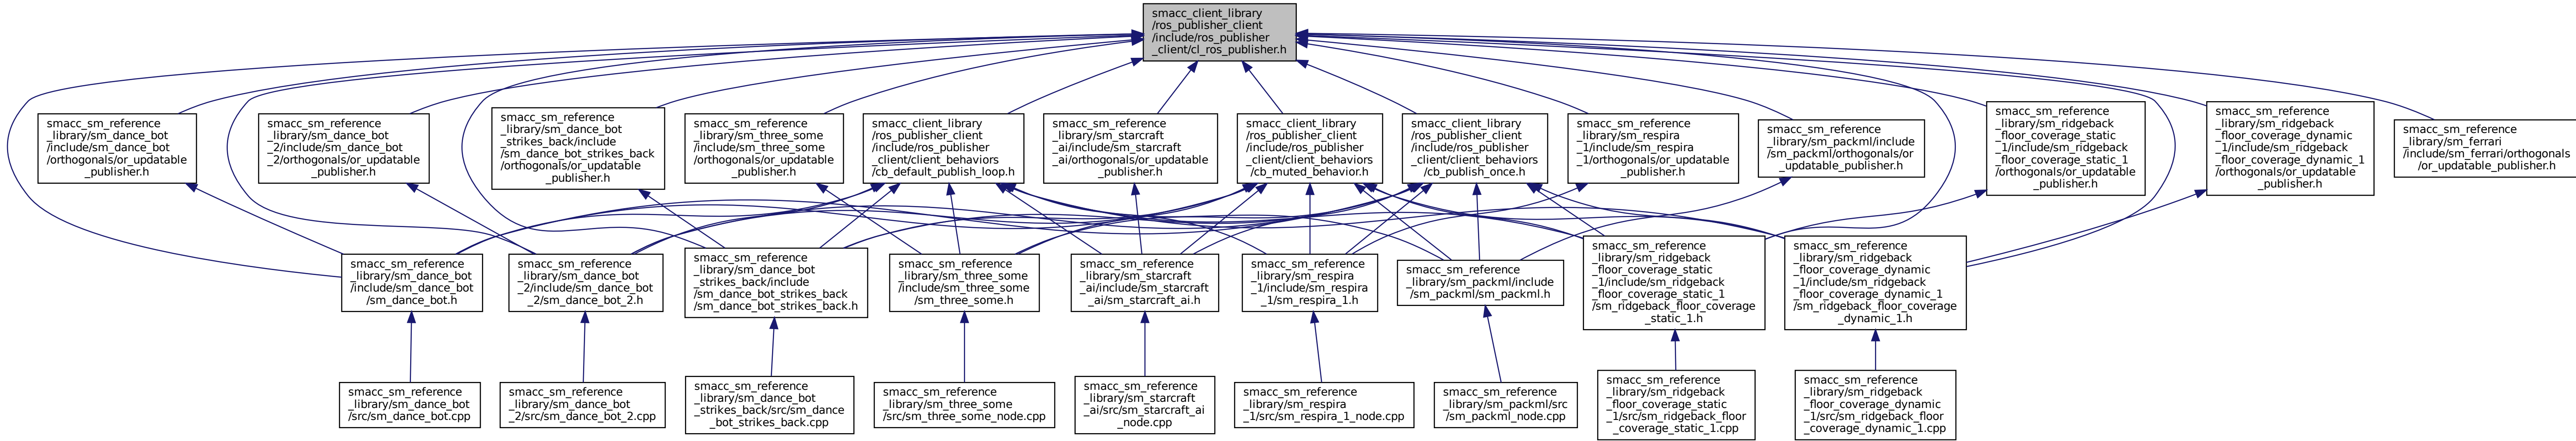 smacc_client_library
/ros_publisher_client
/include/ros_publisher
_client/cl_ros_publisher.h
smacc_sm_reference
_library/sm_dance_bot
/include/sm_dance_bot
/orthogonals/or_updatable
_publisher.h
smacc_sm_reference
_library/sm_dance_bot
_2/include/sm_dance_bot
_2/orthogonals/or_updatable
_publisher.h
smacc_sm_reference
_library/sm_dance_bot
_strikes_back/include
/sm_dance_bot_strikes_back
/orthogonals/or_updatable
_publisher.h
smacc_sm_reference
_library/sm_three_some
/include/sm_three_some
/orthogonals/or_updatable
_publisher.h
smacc_client_library
/ros_publisher_client
/include/ros_publisher
_client/client_behaviors
/cb_default_publish_loop.h
smacc_sm_reference
_library/sm_starcraft
_ai/include/sm_starcraft
_ai/orthogonals/or_updatable
_publisher.h
smacc_client_library
/ros_publisher_client
/include/ros_publisher
_client/client_behaviors
/cb_muted_behavior.h
smacc_client_library
/ros_publisher_client
/include/ros_publisher
_client/client_behaviors
/cb_publish_once.h
smacc_sm_reference
_library/sm_respira
_1/include/sm_respira
_1/orthogonals/or_updatable
_publisher.h
smacc_sm_reference
_library/sm_packml/include
/sm_packml/orthogonals/or
_updatable_publisher.h
smacc_sm_reference
_library/sm_ridgeback
_floor_coverage_static
_1/include/sm_ridgeback
_floor_coverage_static_1
/orthogonals/or_updatable
_publisher.h
smacc_sm_reference
_library/sm_ridgeback
_floor_coverage_dynamic
_1/include/sm_ridgeback
_floor_coverage_dynamic_1
/orthogonals/or_updatable
_publisher.h
smacc_sm_reference
_library/sm_ferrari
/include/sm_ferrari/orthogonals
/or_updatable_publisher.h
smacc_sm_reference
_library/sm_dance_bot
/include/sm_dance_bot
/sm_dance_bot.h
smacc_sm_reference
_library/sm_dance_bot
_2/include/sm_dance_bot
_2/sm_dance_bot_2.h
smacc_sm_reference
_library/sm_dance_bot
_strikes_back/include
/sm_dance_bot_strikes_back
/sm_dance_bot_strikes_back.h
smacc_sm_reference
_library/sm_three_some
/include/sm_three_some
/sm_three_some.h
smacc_sm_reference
_library/sm_starcraft
_ai/include/sm_starcraft
_ai/sm_starcraft_ai.h
smacc_sm_reference
_library/sm_respira
_1/include/sm_respira
_1/sm_respira_1.h
smacc_sm_reference
_library/sm_packml/include
/sm_packml/sm_packml.h
smacc_sm_reference
_library/sm_ridgeback
_floor_coverage_static
_1/include/sm_ridgeback
_floor_coverage_static_1
/sm_ridgeback_floor_coverage
_static_1.h
smacc_sm_reference
_library/sm_ridgeback
_floor_coverage_dynamic
_1/include/sm_ridgeback
_floor_coverage_dynamic_1
/sm_ridgeback_floor_coverage
_dynamic_1.h
smacc_sm_reference
_library/sm_dance_bot
/src/sm_dance_bot.cpp
smacc_sm_reference
_library/sm_dance_bot
_2/src/sm_dance_bot_2.cpp
smacc_sm_reference
_library/sm_dance_bot
_strikes_back/src/sm_dance
_bot_strikes_back.cpp
smacc_sm_reference
_library/sm_three_some
/src/sm_three_some_node.cpp
smacc_sm_reference
_library/sm_starcraft
_ai/src/sm_starcraft_ai
_node.cpp
smacc_sm_reference
_library/sm_respira
_1/src/sm_respira_1_node.cpp
smacc_sm_reference
_library/sm_packml/src
/sm_packml_node.cpp
smacc_sm_reference
_library/sm_ridgeback
_floor_coverage_static
_1/src/sm_ridgeback_floor
_coverage_static_1.cpp
smacc_sm_reference
_library/sm_ridgeback
_floor_coverage_dynamic
_1/src/sm_ridgeback_floor
_coverage_dynamic_1.cpp